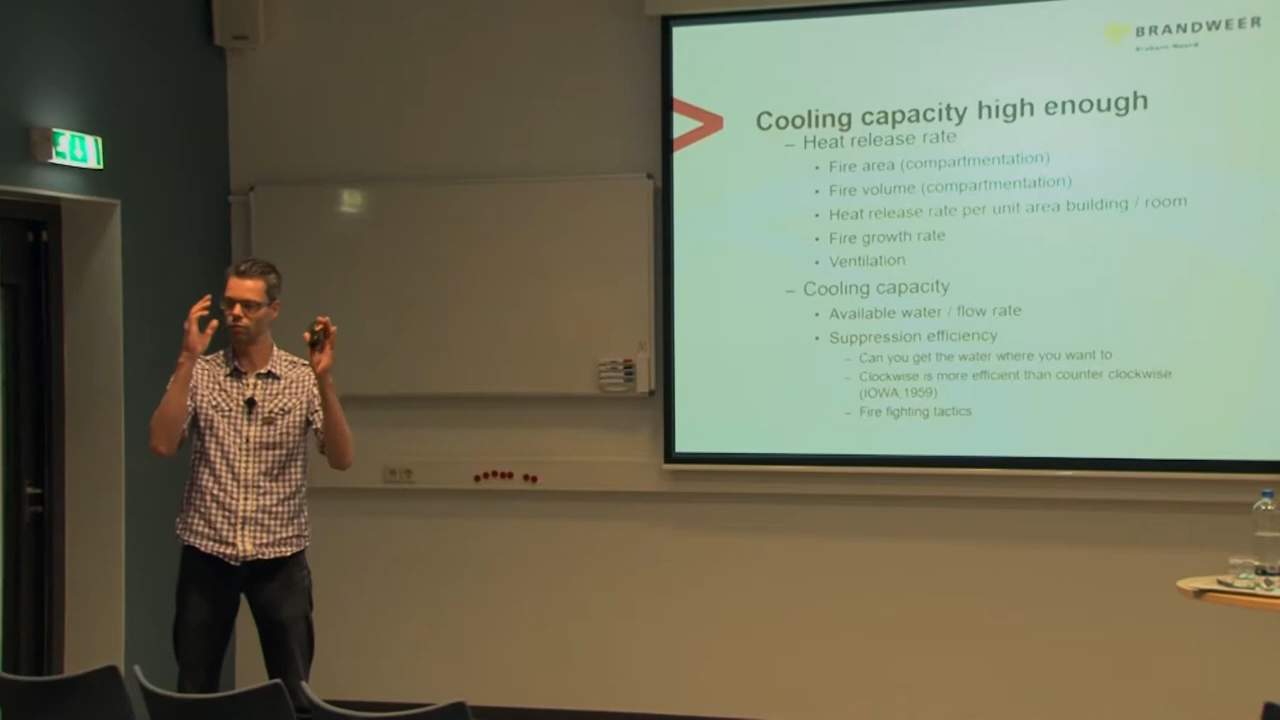 BRANDWEER
Brabant Noord
Cooling capacity high enough
– Heat release rate
• Fire area (compartmentation)
• Fire volume (compartmentation)
• Heat release rate per unit area building / room
• Fire growth rate
• Ventilation
– Cooling capacity
• Available water / flow rate
• Suppression efficiency
– Can you get the water where you want to
– Clockwise is more efficient than counter clockwise
(IOWA,1959)
– Fire fighting tactics